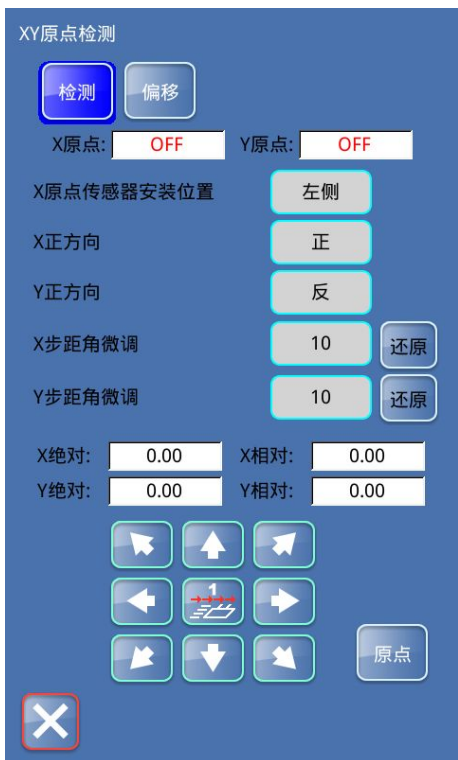 XY原点检测
检测 偏移
X原点: OFF Y原点: OFF
X原点传感器安装位置 左侧
X正方向 正
Y正方向 反
X步距角微调 10 还原
Y步距角微调 10 还原
X绝对: 0.00 X相对: 0.00
Y绝对: 0.00 Y相对: 0.00
1
原点